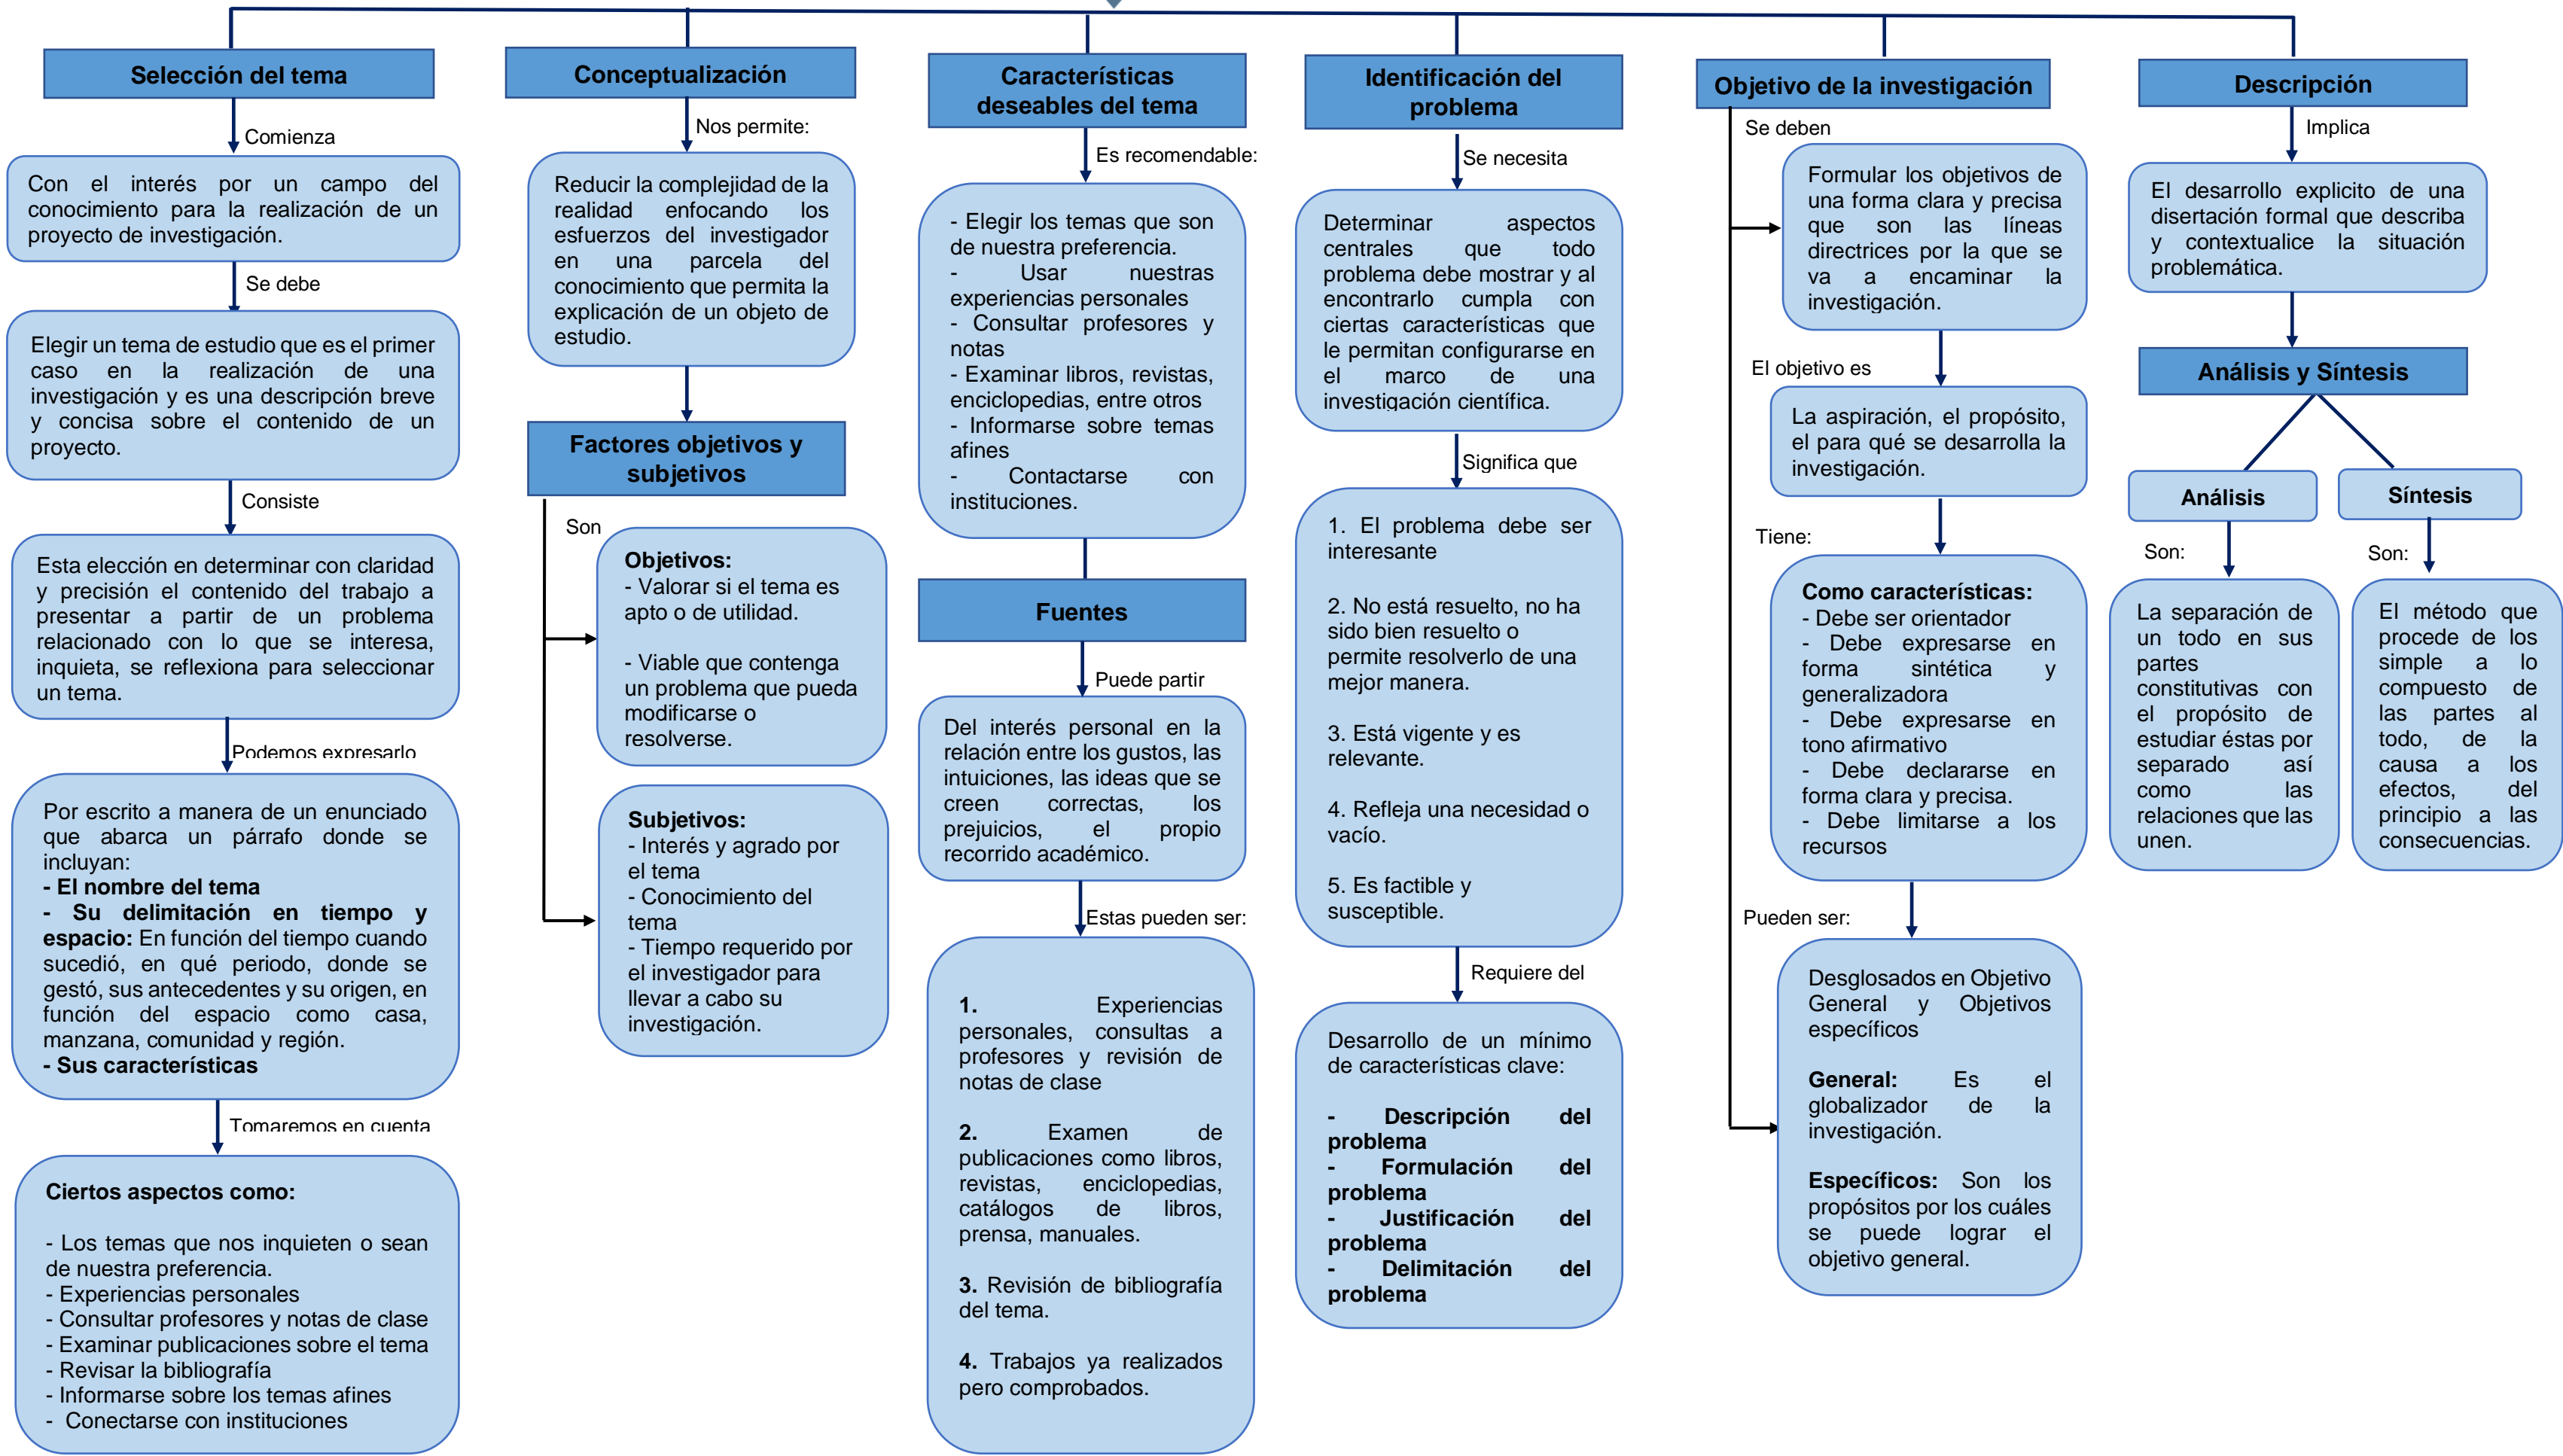 Selección del tema
Comienza
Con el interés por un campo del
conocimiento para la realización de un
proyecto de investigación.
Se debe
Elegir un tema de estudio que es el primer
caso en la realización de una
investigación y es una descripción breve
y concisa sobre el contenido de un
proyecto.
Consiste
Esta elección en determinar con claridad
y precisión el contenido del trabajo a
presentar a partir de un problema
relacionado con lo que se interesa,
inquieta, se reflexiona para seleccionar
un tema.
Podemos expresarlo
Por escrito a manera de un enunciado
que abarca un párrafo donde se
incluyan:
- El nombre del tema
- Su delimitación en tiempo y
espacio: En función del tiempo cuando
sucedió, en qué periodo, donde se
gestó, sus antecedentes y su origen, en
función del espacio como casa,
manzana, comunidad y región.
- Sus características
Tomaremos en cuenta
Ciertos aspectos como:
- Los temas que nos inquieten o sean
de nuestra preferencia.
- Experiencias personales
- Consultar profesores y notas de clase
- Examinar publicaciones sobre el tema
- Revisar la bibliografía
- Informarse sobre los temas afines
- Conectarse con instituciones
Conceptualización
Nos permite:
Reducir la complejidad de la
realidad enfocando los
esfuerzos del investigador
en una parcela del
conocimiento que permita la
explicación de un objeto de
estudio.
Factores objetivos y
subjetivos
Son
Objetivos:
- Valorar si el tema es
apto o de utilidad.
- Viable que contenga
un problema que pueda
modificarse o
resolverse.
Subjetivos:
- Interés y agrado por
el tema
- Conocimiento del
tema
- Tiempo requerido por
el investigador para
llevar a cabo su
investigación.
Características
deseables del tema
Es recomendable:
- Elegir los temas que son
de nuestra preferencia.
- Usar nuestras
experiencias personales
- Consultar profesores y
notas
- Examinar libros, revistas,
enciclopedias, entre otros
- Informarse sobre temas
afines
- Contactarse con
instituciones.
Fuentes
Puede partir
Del interés personal en la
relación entre los gustos, las
intuiciones, las ideas que se
creen correctas, los
prejuicios, el propio
recorrido académico.
Estas pueden ser:
1. Experiencias
personales, consultas a
profesores y revisión de
notas de clase
2. Examen de
publicaciones como libros,
revistas, enciclopedias,
catálogos de libros,
prensa, manuales.
3. Revisión de bibliografía
del tema.
4. Trabajos ya realizados
pero comprobados.
Identificación del
problema
Se necesita
Determinar aspectos
centrales que todo
problema debe mostrar y al
encontrarlo cumpla con
ciertas características que
le permitan configurarse en
el marco de una
investigación científica.
Significa que
1. El problema debe ser
interesante
2. No está resuelto, no ha
sido bien resuelto o
permite resolverlo de una
mejor manera.
3. Está vigente y es
relevante.
4. Refleja una necesidad o
vacío.
5. Es factible y
susceptible.
Requiere del
Desarrollo de un mínimo
de características clave:
- Descripción del
problema
- Formulación del
problema
- Justificación del
problema
- Delimitación del
problema
Objetivo de la investigación
Se deben
Formular los objetivos de
una forma clara y precisa
que son las líneas
directrices por la que se
va a encaminar la
investigación.
El objetivo es
La aspiración, el propósito,
el para qué se desarrolla la
investigación.
Tiene:
Como características:
- Debe ser orientador
- Debe expresarse en
forma sintética y
generalizadora
- Debe expresarse en
tono afirmativo
- Debe declararse en
forma clara y precisa.
- Debe limitarse a los
recursos
Pueden ser:
Desglosados en Objetivo
General y Objetivos
específicos
General: Es el
globalizador de la
investigación.
Específicos: Son los
propósitos por los cuáles
se puede lograr el
objetivo general.
Descripción
Implica
El desarrollo explicito de una
disertación formal que describa
y contextualice la situación
problemática.
Análisis y Síntesis
Análisis
Son:
La separación de
un todo en sus
partes
constitutivas con
el propósito de
estudiar éstas por
separado así
como las
relaciones que las
unen.
Síntesis
Son:
El método que
procede de los
simple a lo
compuesto de
las partes al
todo, de la
causa a los
efectos, del
principio a las
consecuencias.